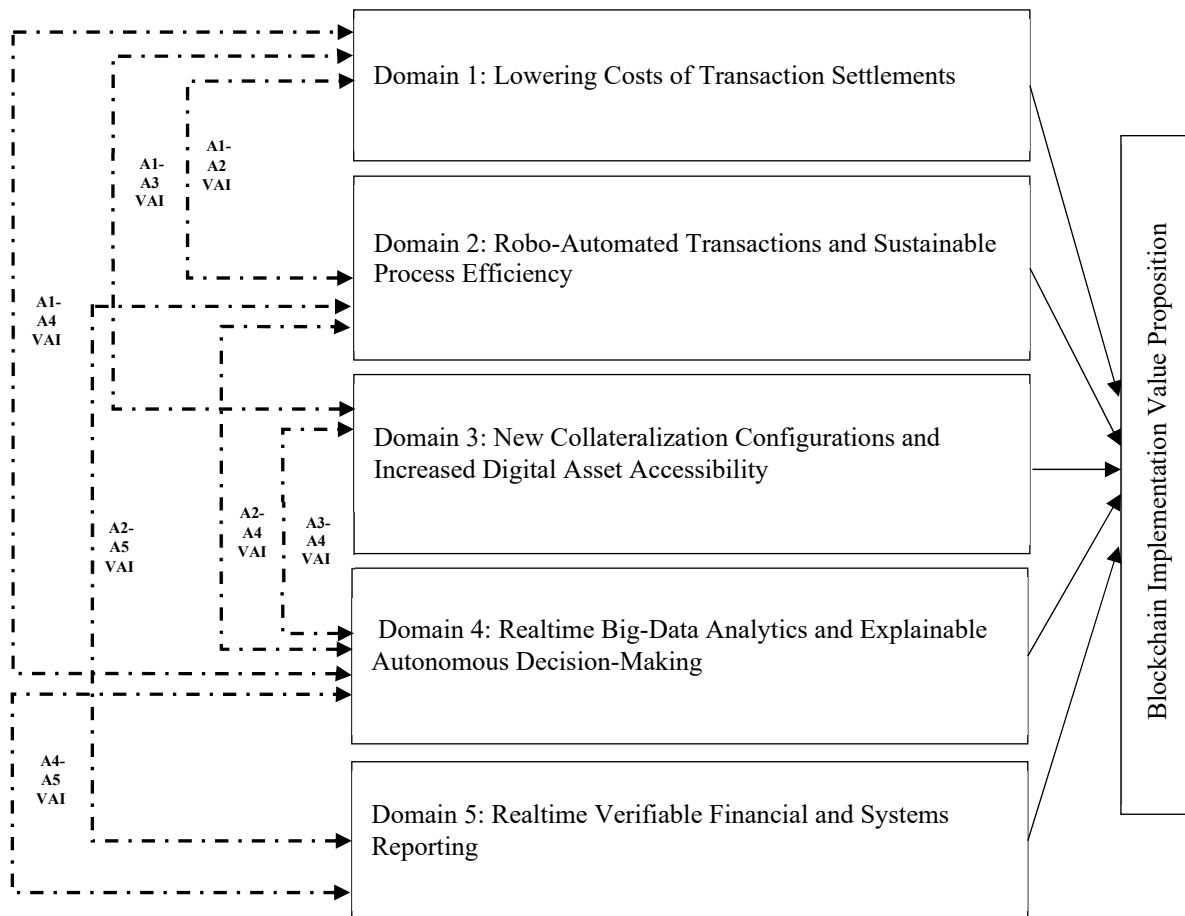 Domain 1: Lowering Costs of Transaction Settlements
A1-
A2
VAI
A1-
A3
VAI
Domain 2: Robo-Automated Transactions and Sustainable
Process Efficiency
A1-
A4
VAI
Domain 3: New Collateralization Configurations and
Increased Digital Asset Accessibility
A2-
A5
VAI
A2-
A4
VAI
A3-
A4
VAI
Domain 4: Realtime Big-Data Analytics and Explainable
Autonomous Decision-Making
A4-
A5
VAI
Domain 5: Realtime Verifiable Financial and Systems
Reporting
Blockchain Implementation Value Proposition